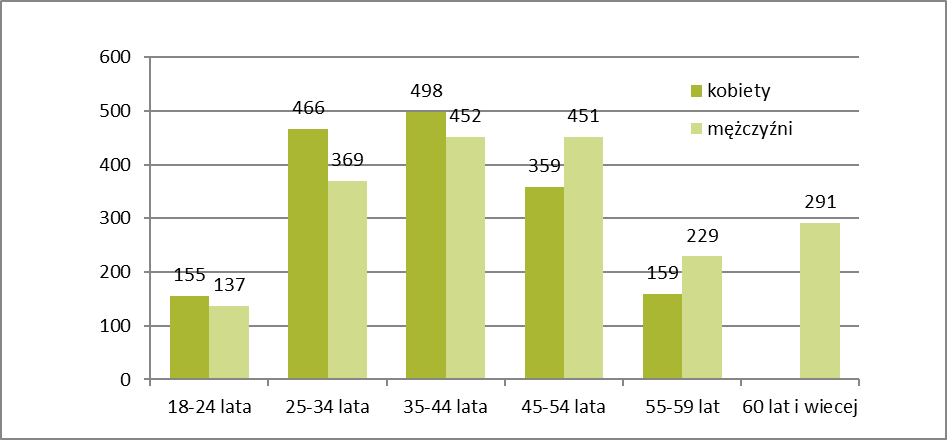 600
500
400
300
200
100
0
155
137
466
369
498
452
359
451
159
229
291
kobiety
mężczyźni
18-24 lata
25-34 lata
35-44 lata
45-54 lata
55-59 lat
60 lat i wiecej